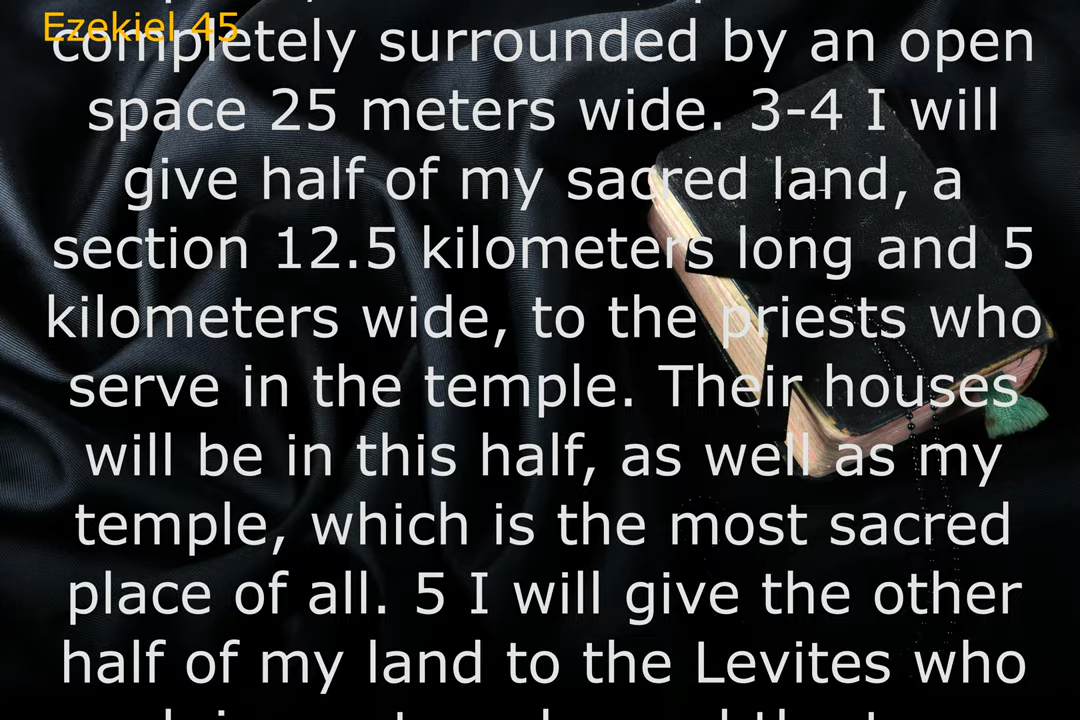 Ezekiel 45
completely surrounded by an open
space 25 meters wide. 3-4 I will
give half of my sacred land, a
section 12.5 kilometers long and 5
kilometers wide, to the priests who
serve in the temple. Their houses
will be in this half, as well as my
temple, which is the most sacred
place of all. 5 I will give the other
half of my land to the Levites who